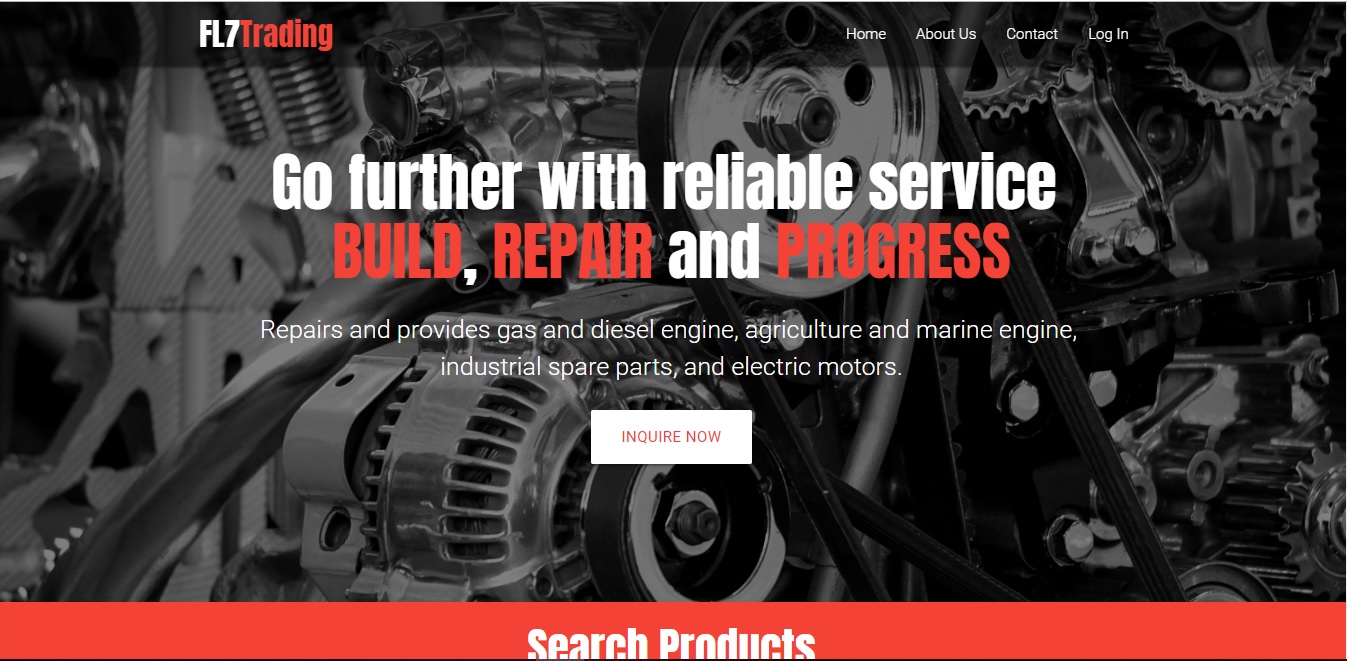 FL7Trading
Home About Us Contact Log In
Go further with reliable service
BUILD, REPAIR and PROGRESS
Repairs and provides gas and diesel engine, agriculture and marine engine,
industrial spare parts, and electric motors.
INQUIRE NOW
Search Products